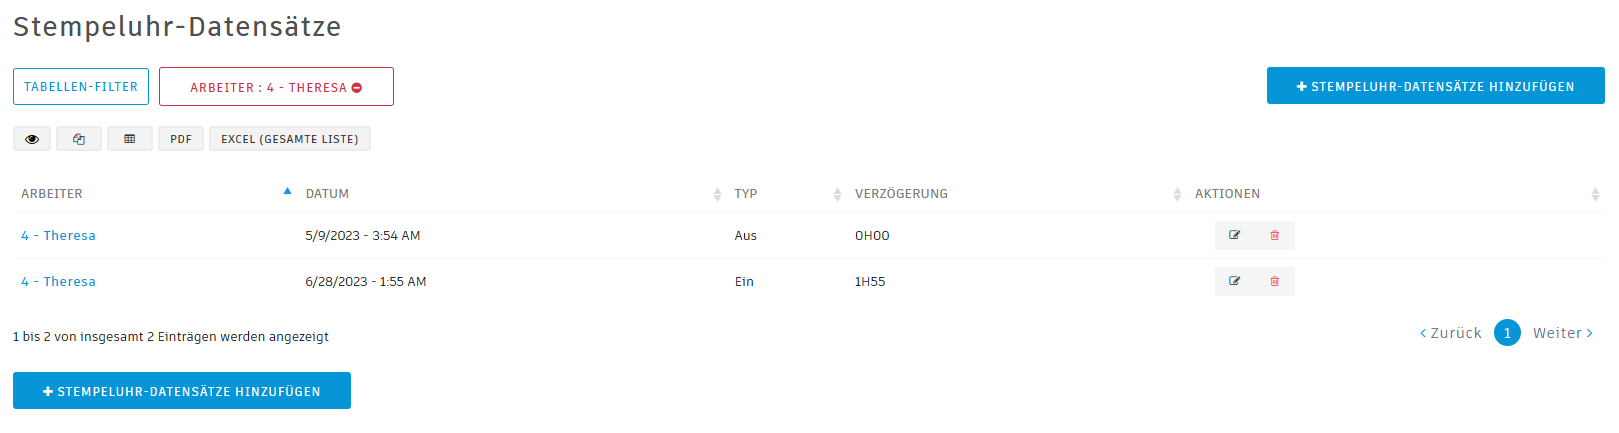 Stempeluhr-Datensätze
TABELLEN-FILTER ARBEITER : 4 - THERESA STEMPELUHR-DATENSÄTZE HINZUFÜGEN
PDF EXCEL (GESAMTE LISTE)
ARBEITER DATUM TYP VERZÖGERUNG AKTIONEN
4 - Theresa 5/9/2023 - 3:54 AM Aus 0H00
4 - Theresa 6/28/2023 - 1:55 AM Ein 1H55
1 bis 2 von insgesamt 2 Einträgen werden angezeigt Zurück 1 Weiter
STEMPELUHR-DATENSÄTZE HINZUFÜGEN